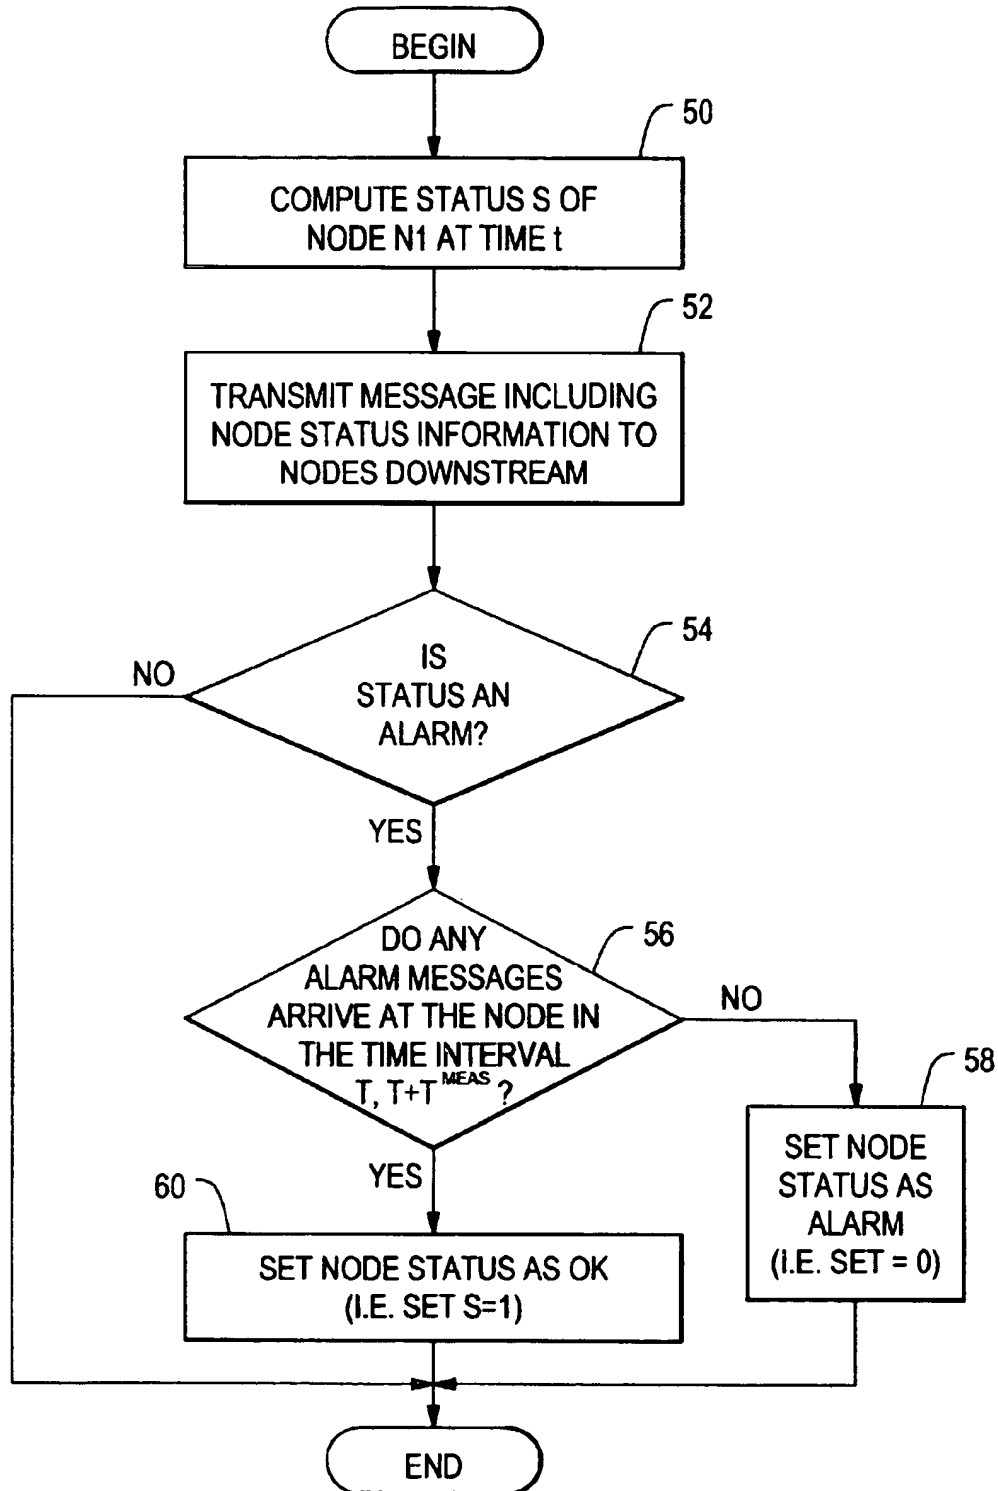 BEGIN
50
COMPUTE STATUS S OF
NODE N1 AT TIME t
52
TRANSMIT MESSAGE INCLUDING
NODE STATUS INFORMATION TO
NODES DOWNSTREAM
54
IS
STATUS AN
ALARM?
NO
YES
56
DO ANY
ALARM MESSAGES
ARRIVE AT THE NODE IN
THE TIME INTERVAL
T, T+T MEAS ?
NO
58
SET NODE
STATUS AS
ALARM
(I.E. SET = 0)
YES
60
SET NODE STATUS AS OK
(I.E. SET S=1)
END